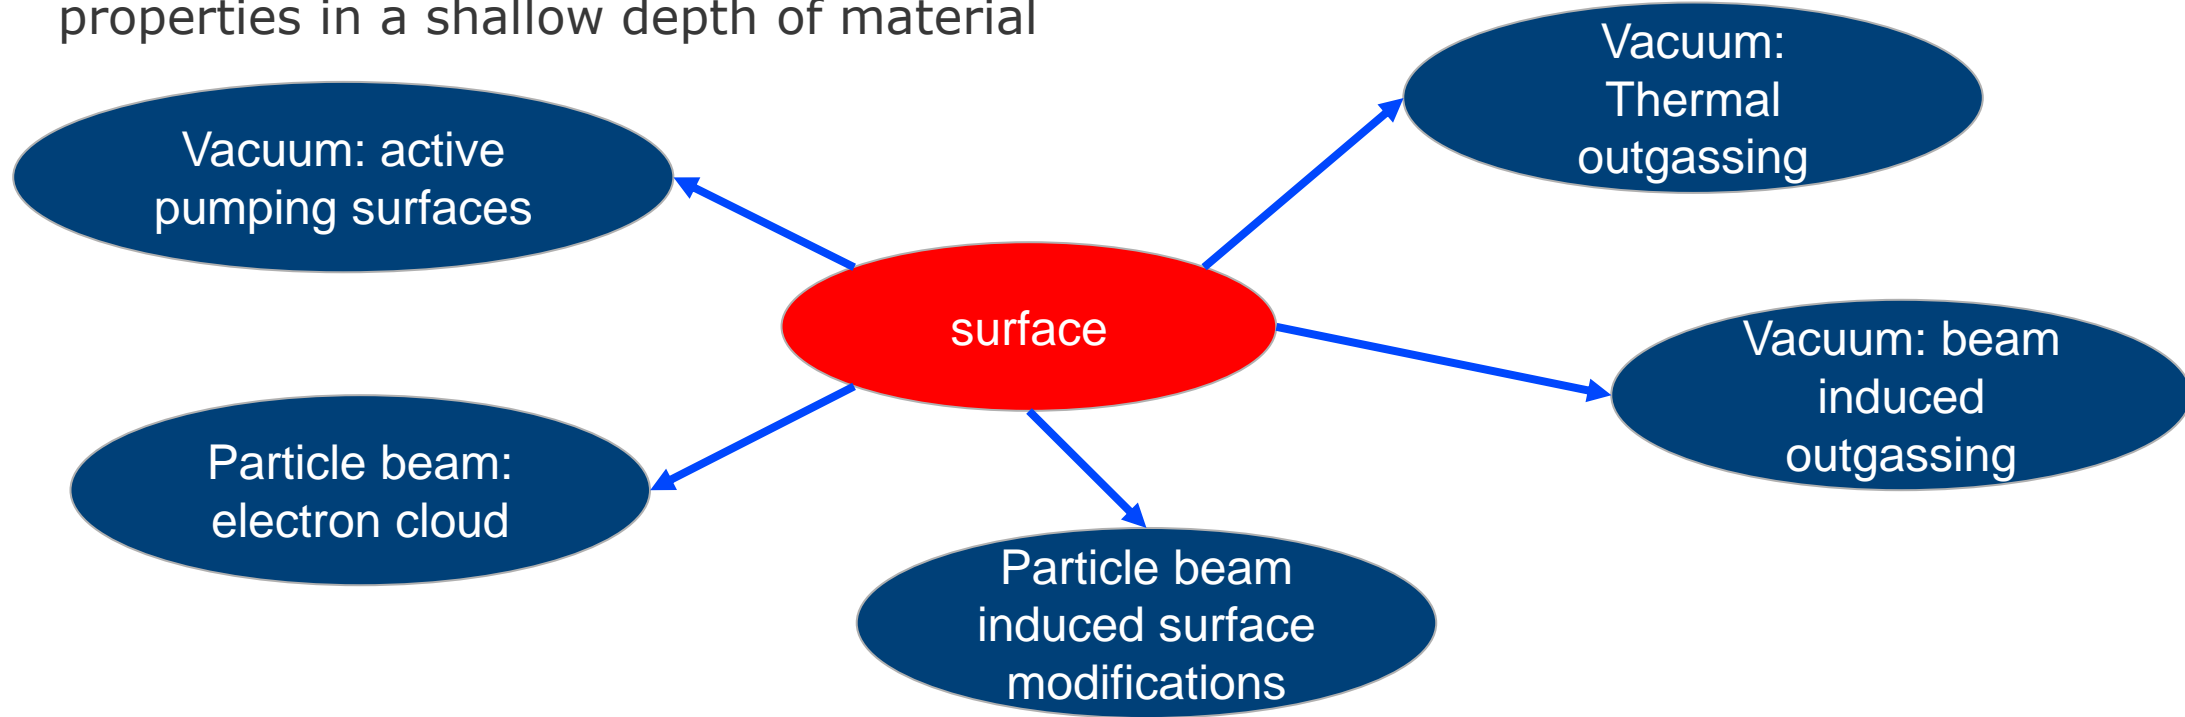 properties in a shallow depth of material
Vacuum:
Thermal
outgassing
Vacuum: active
pumping surfaces
surface
Vacuum: beam
induced
outgassing
Particle beam:
electron cloud
Particle beam
induced surface
modifications